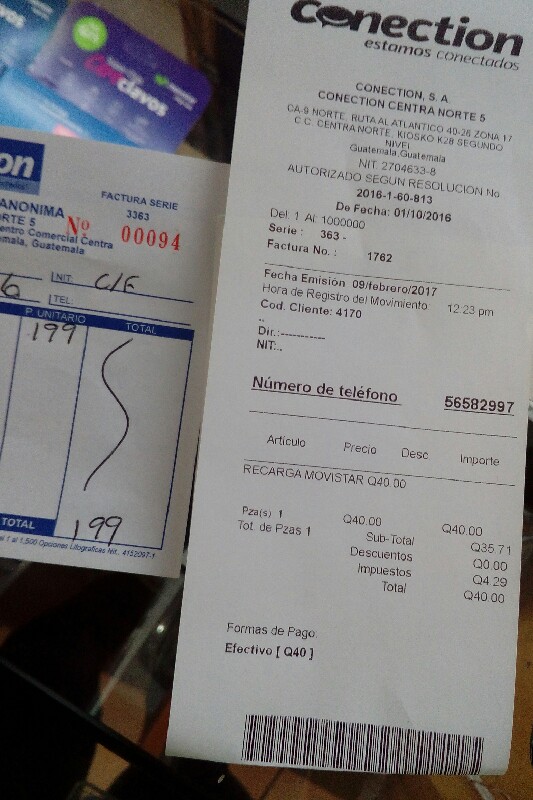 Conection
estamos conectados
CONECTION, S. A.
CONECTION CENTRA NORTE 5
CA-9 NORTE, RUTA AL ATLANTICO 40-26 ZONA 17
C.C. CENTRA NORTE, KIOSKO K28 SEGUNDO
NIVEL
Guatemala,Guatemala
NIT. 2704633-8
AUTORIZADO SEGUN RESOLUCION No.
2016-1-60-813
De Fecha: 01/10/2016
Del: 1 Al: 1000000
Serie : 363 -
Factura No. : 1762
Fecha Emisión 09/febrero/2017
Hora de Registro del Movimiento 12:23 pm
Cod. Cliente: 4170
..
Dir.:-----------
NIT:..
Número de teléfono 56582997
Artículo Precio Desc Importe
RECARGA MOVISTAR Q40.00
Pza(s) 1 Q40.00 Q40.00
Tot. de Pzas 1 Sub-Total Q35.71
Descuentos Q0.00
Impuestos Q4.29
Total Q40.00
Formas de Pago:
Efectivo [ Q40 ]
on
ANONIMA
RTE 5
entro Comercial Centra
mala, Guatemala
FACTURA SERIE
3363
No 00094
6 NIT: C/F
TEL:
P. UNITARIO TOTAL
199
TOTAL 199
al 1,500 Opciones Litograficas Nit.: 4152097-1
clavos